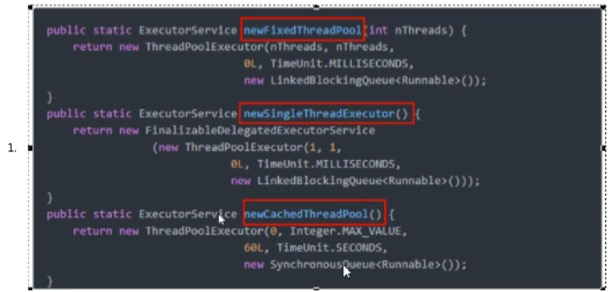 public static ExecutorService newFixedThreadPool(int nThreads) {
return new ThreadPoolExecutor(nThreads, nThreads,
0L, TimeUnit.MILLISECONDS,
new LinkedBlockingQueue<Runnable>());
}
public static ExecutorService newSingleThreadExecutor() {
return new FinalizableDelegatedExecutorService
1.
(new ThreadPoolExecutor(1, 1,
0L, TimeUnit.MILLISECONDS,
new LinkedBlockingQueue<Runnable>()));
}
public static ExecutorService newCachedThreadPool() {
return new ThreadPoolExecutor(0, Integer.MAX_VALUE,
60L, TimeUnit.SECONDS,
new SynchronousQueue<Runnable>());
}